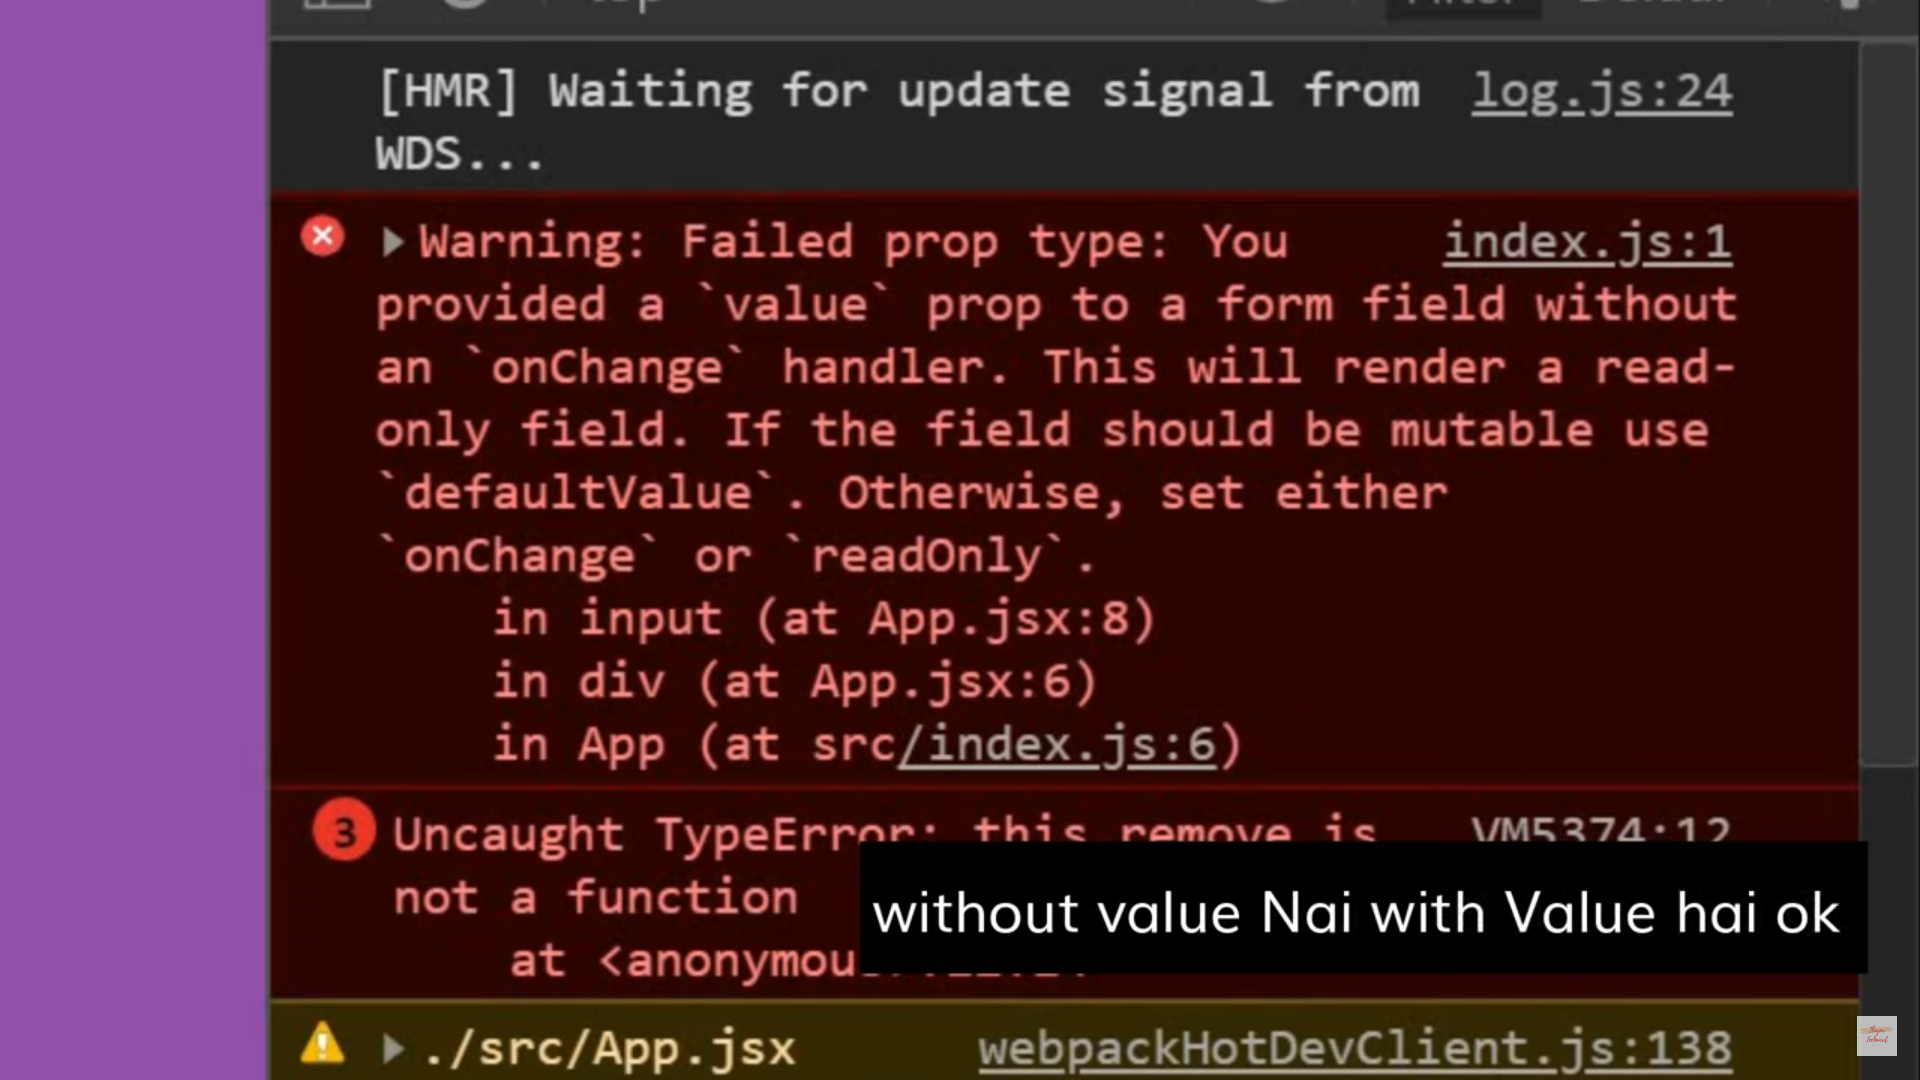 [HMR] Waiting for update signal from log.js:24
WDS...
Warning: Failed prop type: You index.js:1
provided a `value` prop to a form field without
an `onChange` handler. This will render a read-
only field. If the field should be mutable use
`defaultValue`. Otherwise, set either
`onChange` or `readOnly`.
in input (at App.jsx:8)
in div (at App.jsx:6)
in App (at src/index.js:6)
3 Uncaught TypeError: this remove is VM5374:12
not a function
without value Nai with Value hai ok
at <anonymou
./src/App.jsx webpackHotDevClient.js:138